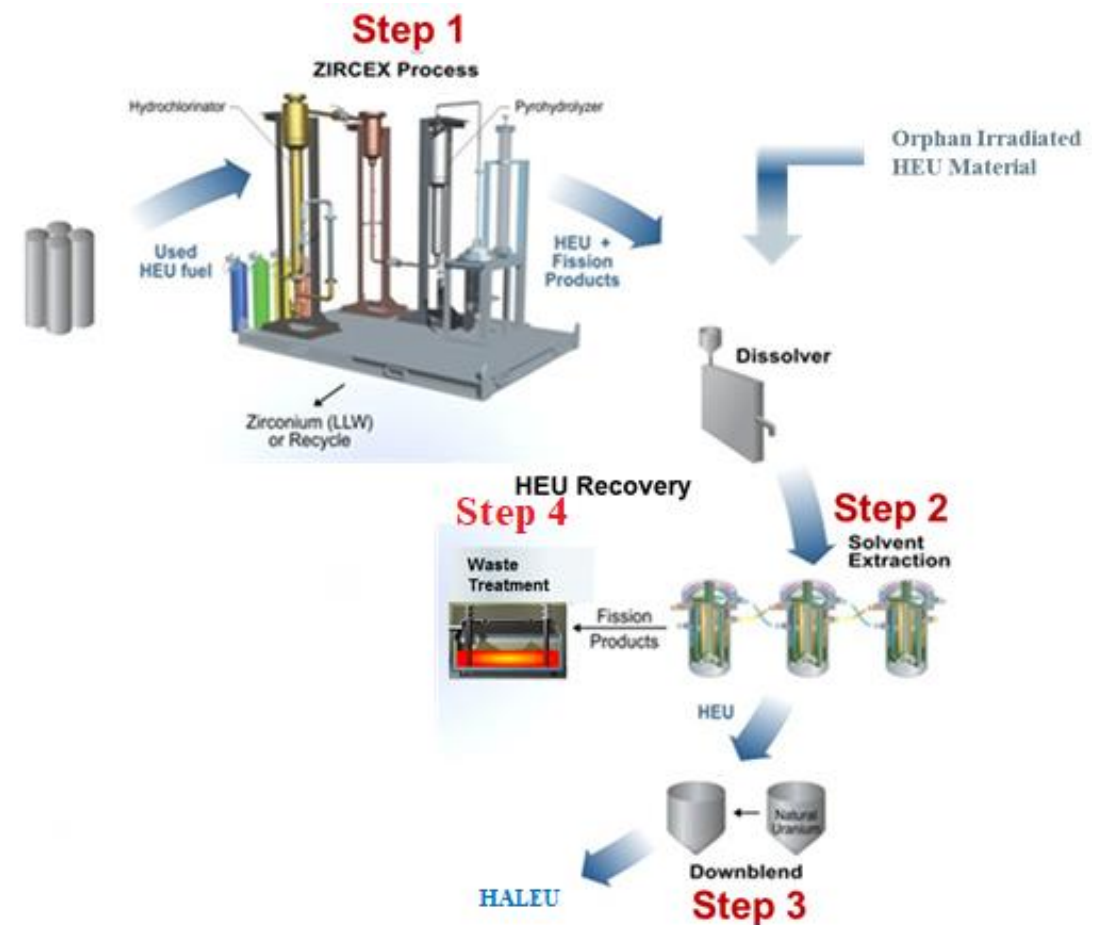 Step 1
ZIRCEX Process
Hydrochlorinator
Pyrohydrolyzer
Orphan Irradiated
HEU Material
Used
HEU fuel
HEU +
Fission
Products
Dissolver
Zirconium (LLW)
or Recycle
HEU Recovery
Step 4
Step 2
Solvent
Extraction
Waste
Treatment
Fission
Products
HEU
Natural
Uranium
Downblend
HALEU
Step 3